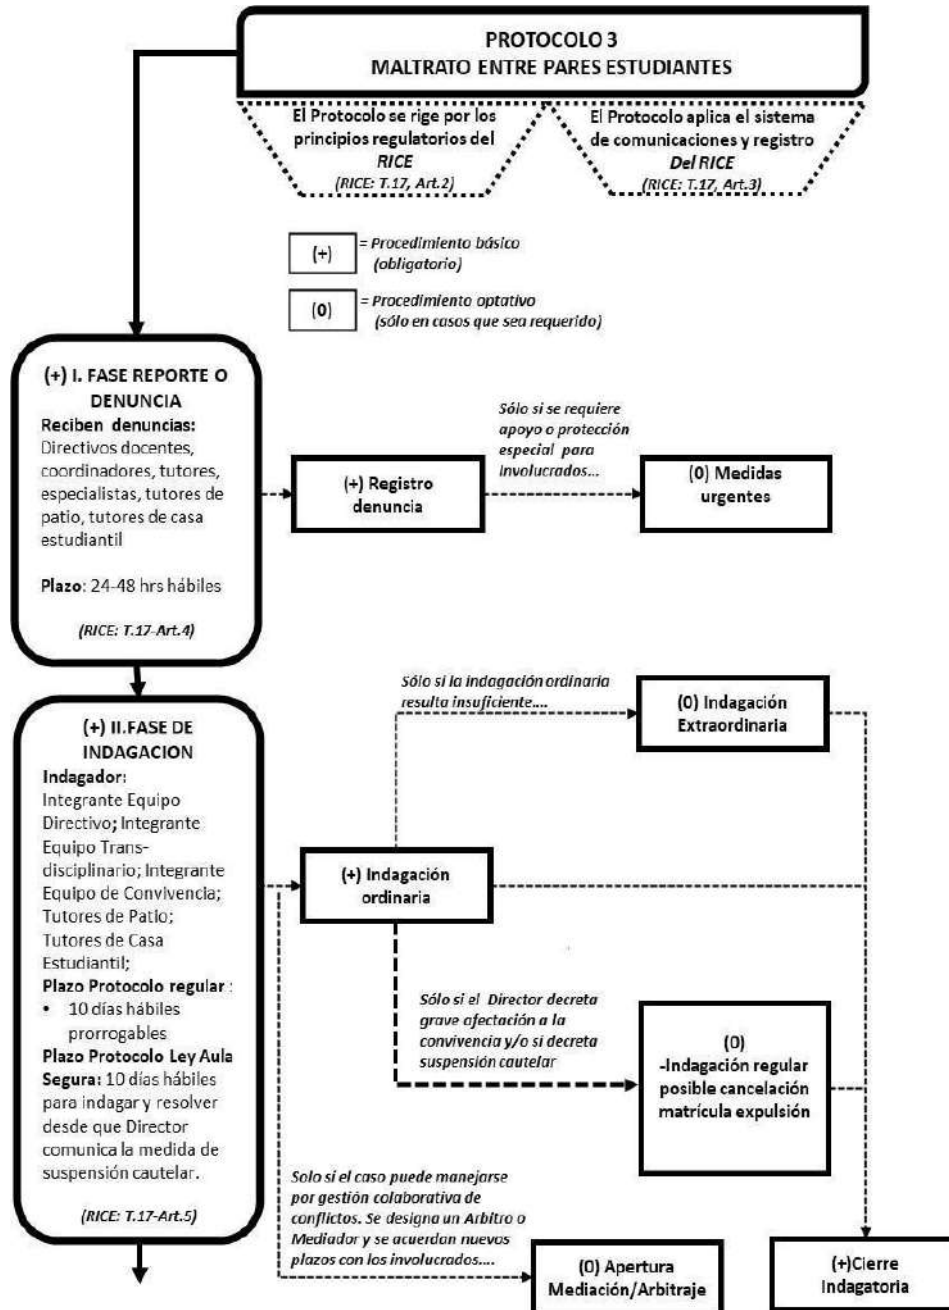 PROTOCOLO 3
MALTRATO ENTRE PARES ESTUDIANTES
El Protocolo se rige por los
principios regulatorios del
RICE
(RICE: T.17, Art.2)
El Protocolo aplica el sistema
de comunicaciones y registro
Del RICE
(RICE: T.17, Art.3)
(+)
= Procedimiento básico
(obligatorio)
(0)
= Procedimiento optativo
(sólo en casos que sea requerido)
(+) I. FASE REPORTE O
DENUNCIA
Reciben denuncias:
Directivos docentes,
coordinadores, tutores,
especialistas, tutores de
patio, tutores de casa
estudiantil
Plazo: 24-48 hrs hábiles
(RICE: T.17-Art.4)
(+) Registro
denuncia
Sólo si se requiere
apoyo o protección
especial para
Involucrados...
(0) Medidas
urgentes
(+) II.FASE DE
INDAGACION
Indagador:
Integrante Equipo
Directivo; Integrante
Equipo Trans-
disciplinario; Integrante
Equipo de Convivencia;
Tutores de Patio;
Tutores de Casa
Estudiantil;
Plazo Protocolo regular :
• 10 días hábiles
prorrogables
Plazo Protocolo Ley Aula
Segura: 10 días hábiles
para indagar y resolver
desde que Director
comunica la medida de
suspensión cautelar.
(RICE: T.17-Art.5)
(+) Indagación
ordinaria
Sólo si la indagación ordinaria
resulta insuficiente....
(0) Indagación
Extraordinaria
Sólo si el Director decreta
grave afectación a la
convivencia y/o si decreta
suspensión cautelar
(0)
-Indagación regular
posible cancelación
matrícula expulsión
Solo si el caso puede manejarse
por gestión colaborativa de
conflictos. Se designa un Arbitro o
Mediador y se acuerdan nuevos
plazos con los involucrados....
(0) Apertura
Mediación/Arbitraje
(+)Cierre
Indagatoria